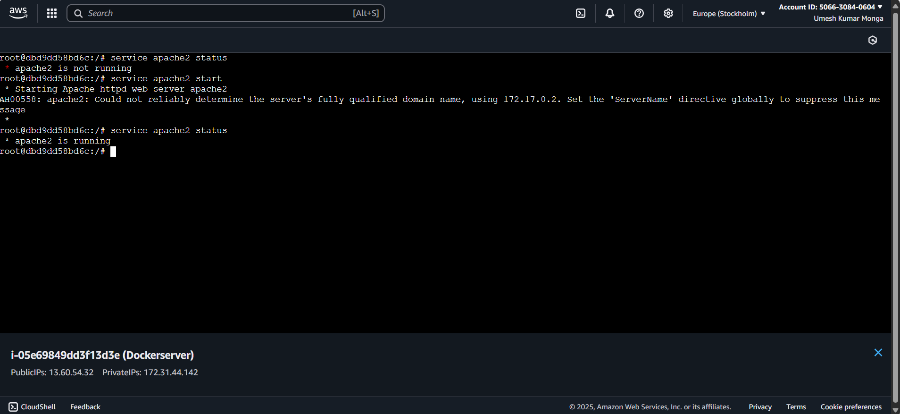 aws
Search
[Alt+S]
Europe (Stockholm)
Account ID: 5066-3084-0604
Umesh Kumar Monga
root@dbd9dd58bd6c:/# service apache2 status
* apache2 is not running
root@dbd9dd58bd6c:/# service apache2 start
* Starting Apache httpd web server apache2
AH00558: apache2: Could not reliably determine the server's fully qualified domain name, using 172.17.0.2. Set the 'ServerName' directive globally to suppress this me
ssage
*
root@dbd9dd58bd6c:/# service apache2 status
* apache2 is running
root@dbd9dd58bd6c:/#
i-05e69849dd3f13d3e (Dockerserver)
PublicIPs: 13.60.54.32 PrivateIPs: 172.31.44.142
CloudShell Feedback © 2025, Amazon Web Services, Inc. or its affiliates. Privacy Terms Cookie preferences